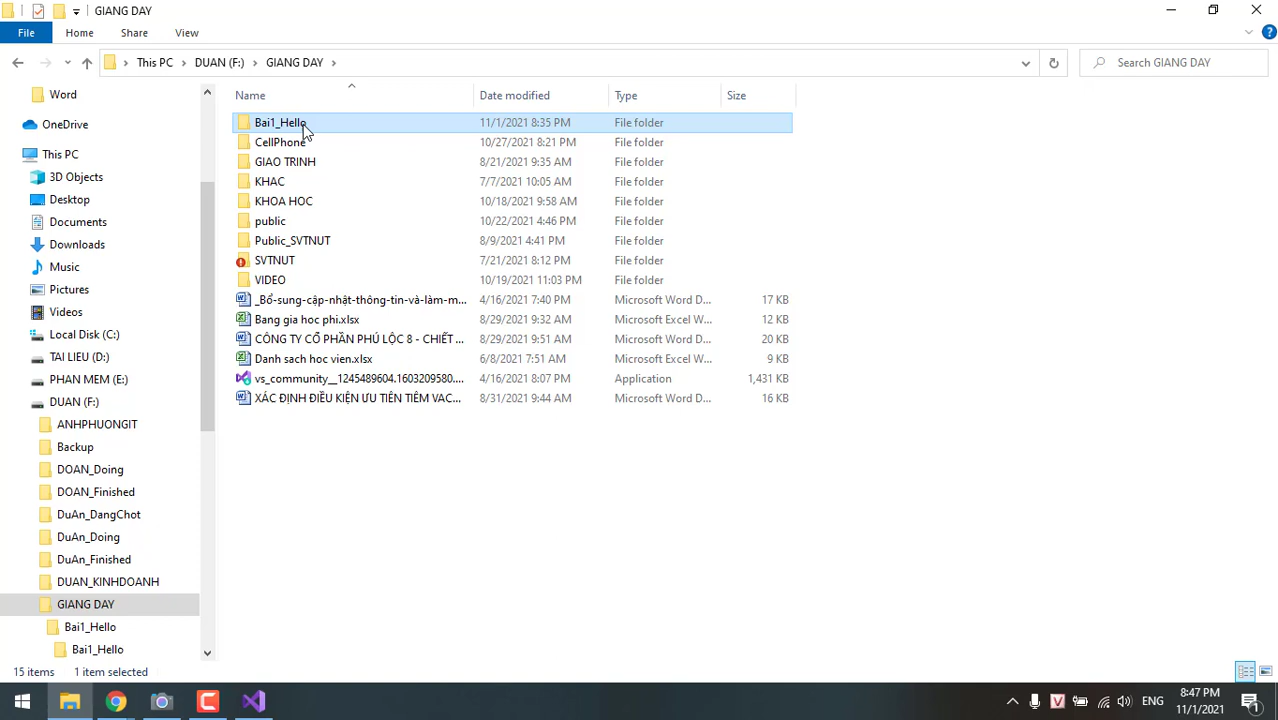 GIANG DAY
File Home Share View
This PC DUAN (F:) GIANG DAY Search GIANG DAY
Name Date modified Type Size
Word
OneDrive
This PC
3D Objects
Desktop
Documents
Downloads
Music
Pictures
Videos
Local Disk (C:)
TAI LIEU (D:)
PHAN MEM (E:)
DUAN (F:)
ANHPHUONGIT
Backup
DOAN_Doing
DOAN_Finished
DuAn_DangChot
DuAn_Doing
DuAn_Finished
DUAN_KINHDOANH
GIANG DAY
Bai1_Hello
Bai1_Hello
Bai1_Hello 11/1/2021 8:35 PM File folder
CellPhone 10/27/2021 8:21 PM File folder
GIAO TRINH 8/21/2021 9:35 AM File folder
KHAC 7/7/2021 10:05 AM File folder
KHOA HOC 10/18/2021 9:58 AM File folder
public 10/22/2021 4:46 PM File folder
Public_SVTNUT 8/9/2021 4:41 PM File folder
SVTNUT 7/21/2021 8:12 PM File folder
VIDEO 10/19/2021 11:03 PM File folder
_Bổ-sung-cập-nhật-thông-tin-và-làm-m... 4/16/2021 7:40 PM Microsoft Word D... 17 KB
Bang gia hoc phi.xlsx 8/29/2021 9:32 AM Microsoft Excel W... 12 KB
CÔNG TY CỔ PHẦN PHÚ LỘC 8 - CHIẾT ... 8/29/2021 9:51 AM Microsoft Word D... 20 KB
Danh sach hoc vien.xlsx 6/8/2021 7:51 AM Microsoft Excel W... 9 KB
vs_community__1245489604.1603209580.... 4/16/2021 8:07 PM Application 1,431 KB
XÁC ĐỊNH ĐIỀU KIỆN ƯU TIÊN TIÊM VAC... 8/31/2021 9:44 AM Microsoft Word D... 16 KB
15 items 1 item selected
ENG 8:47 PM
11/1/2021